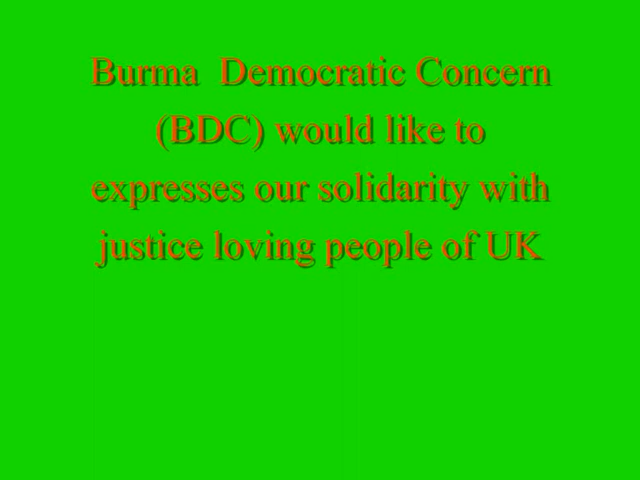 Burma  Democratic Concern
(BDC) would like to
expresses our solidarity with
justice loving people of UK